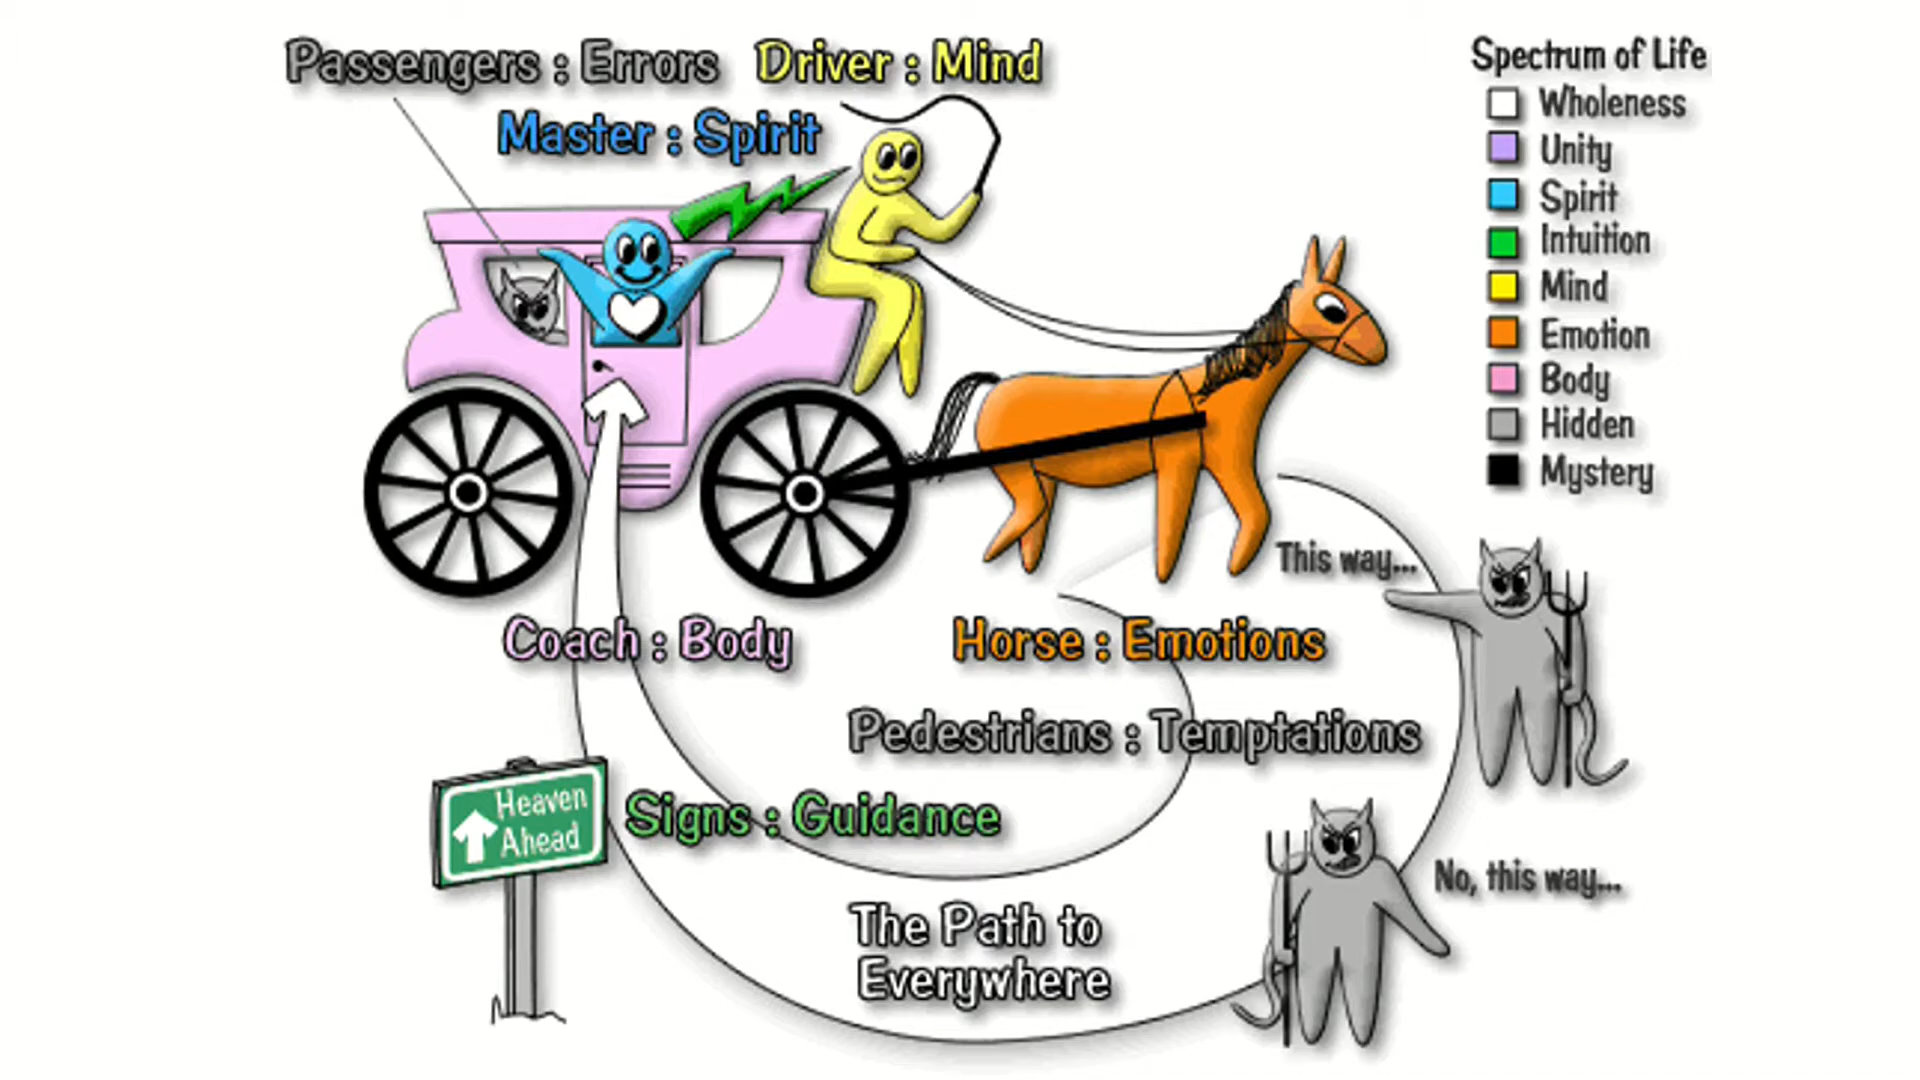 Passengers : Errors
Driver : Mind
Master : Spirit
Spectrum of Life
Wholeness
Unity
Spirit
Intuition
Mind
Emotion
Body
Hidden
Mystery
This way...
Coach : Body
Horse : Emotions
Pedestrians : Temptations
Heaven
Ahead
Signs : Guidance
No, this way...
The Path to
Everywhere